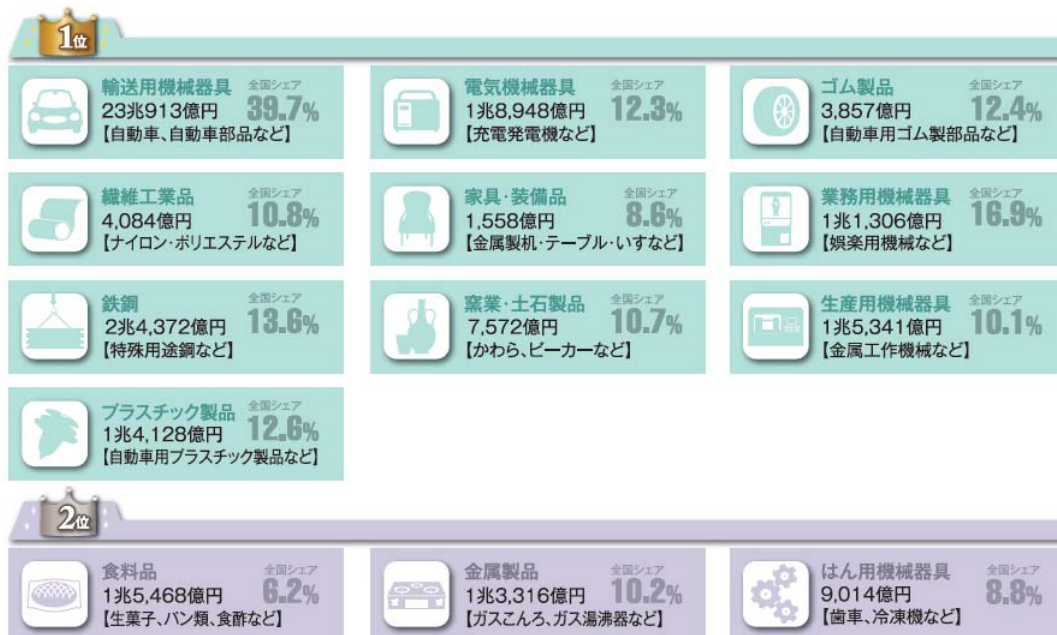 1位
輸送用機械器具 全国シェア
23兆913億円 39.7%
【自動車、自動車部品など】
電気機械器具 全国シェア
1兆8,948億円 12.3%
【充電発電機など】
ゴム製品 全国シェア
3,857億円 12.4%
【自動車用ゴム製部品など】
繊維工業品 全国シェア
4,084億円 10.8%
【ナイロン・ポリエステルなど】
家具・装備品 全国シェア
1,558億円 8.6%
【金属製机・テーブル・いすなど】
業務用機械器具 全国シェア
1兆1,306億円 16.9%
【娯楽用機械など】
鉄鋼 全国シェア
2兆4,372億円 13.6%
【特殊用途鋼など】
窯業・土石製品 全国シェア
7,572億円 10.7%
【かわら、ビーカーなど】
生産用機械器具 全国シェア
1兆5,341億円 10.1%
【金属工作機械など】
プラスチック製品 全国シェア
1兆4,128億円 12.6%
【自動車用プラスチック製品など】
2位
食料品 全国シェア
1兆5,468億円 6.2%
【生菓子、パン類、食酢など】
金属製品 全国シェア
1兆3,316億円 10.2%
【ガスこんろ、ガス湯沸器など】
はん用機械器具 全国シェア
9,014億円 8.8%
【歯車、冷凍機など】